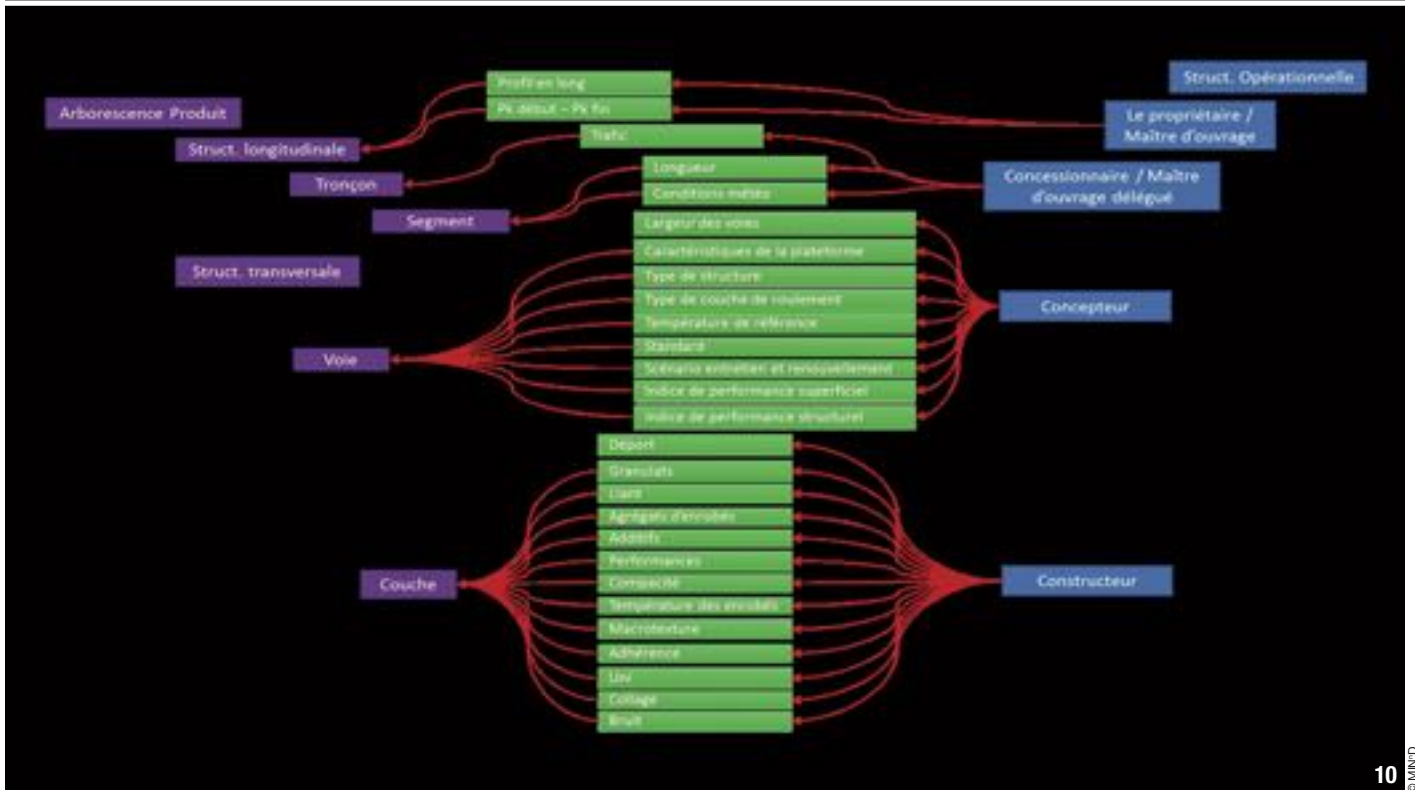 Arborescence Produit
Struct. longitudinale
Tronçon
Segment
Struct. transversale
Voie
Couche
Profil en long
Pk début – Pk fin
Trafic
Longueur
Conditions météo
Largeur des voies
Caractéristiques de la plateforme
Type de structure
Type de couche de roulement
Température de référence
Standard
Scénario entretien et renouvellement
Indice de performance superficiel
Indice de performance structurel
Déport
Granulats
Liant
Agrégats d'enrobés
Additifs
Performances
Compacité
Température des enrobés
Macrotexture
Adhérence
Uni
Collage
Bruit
Struct. Opérationnelle
Le propriétaire /
Maître d'ouvrage
Concessionnaire / Maître
d'ouvrage délégué
Concepteur
Constructeur
10
© MINnD